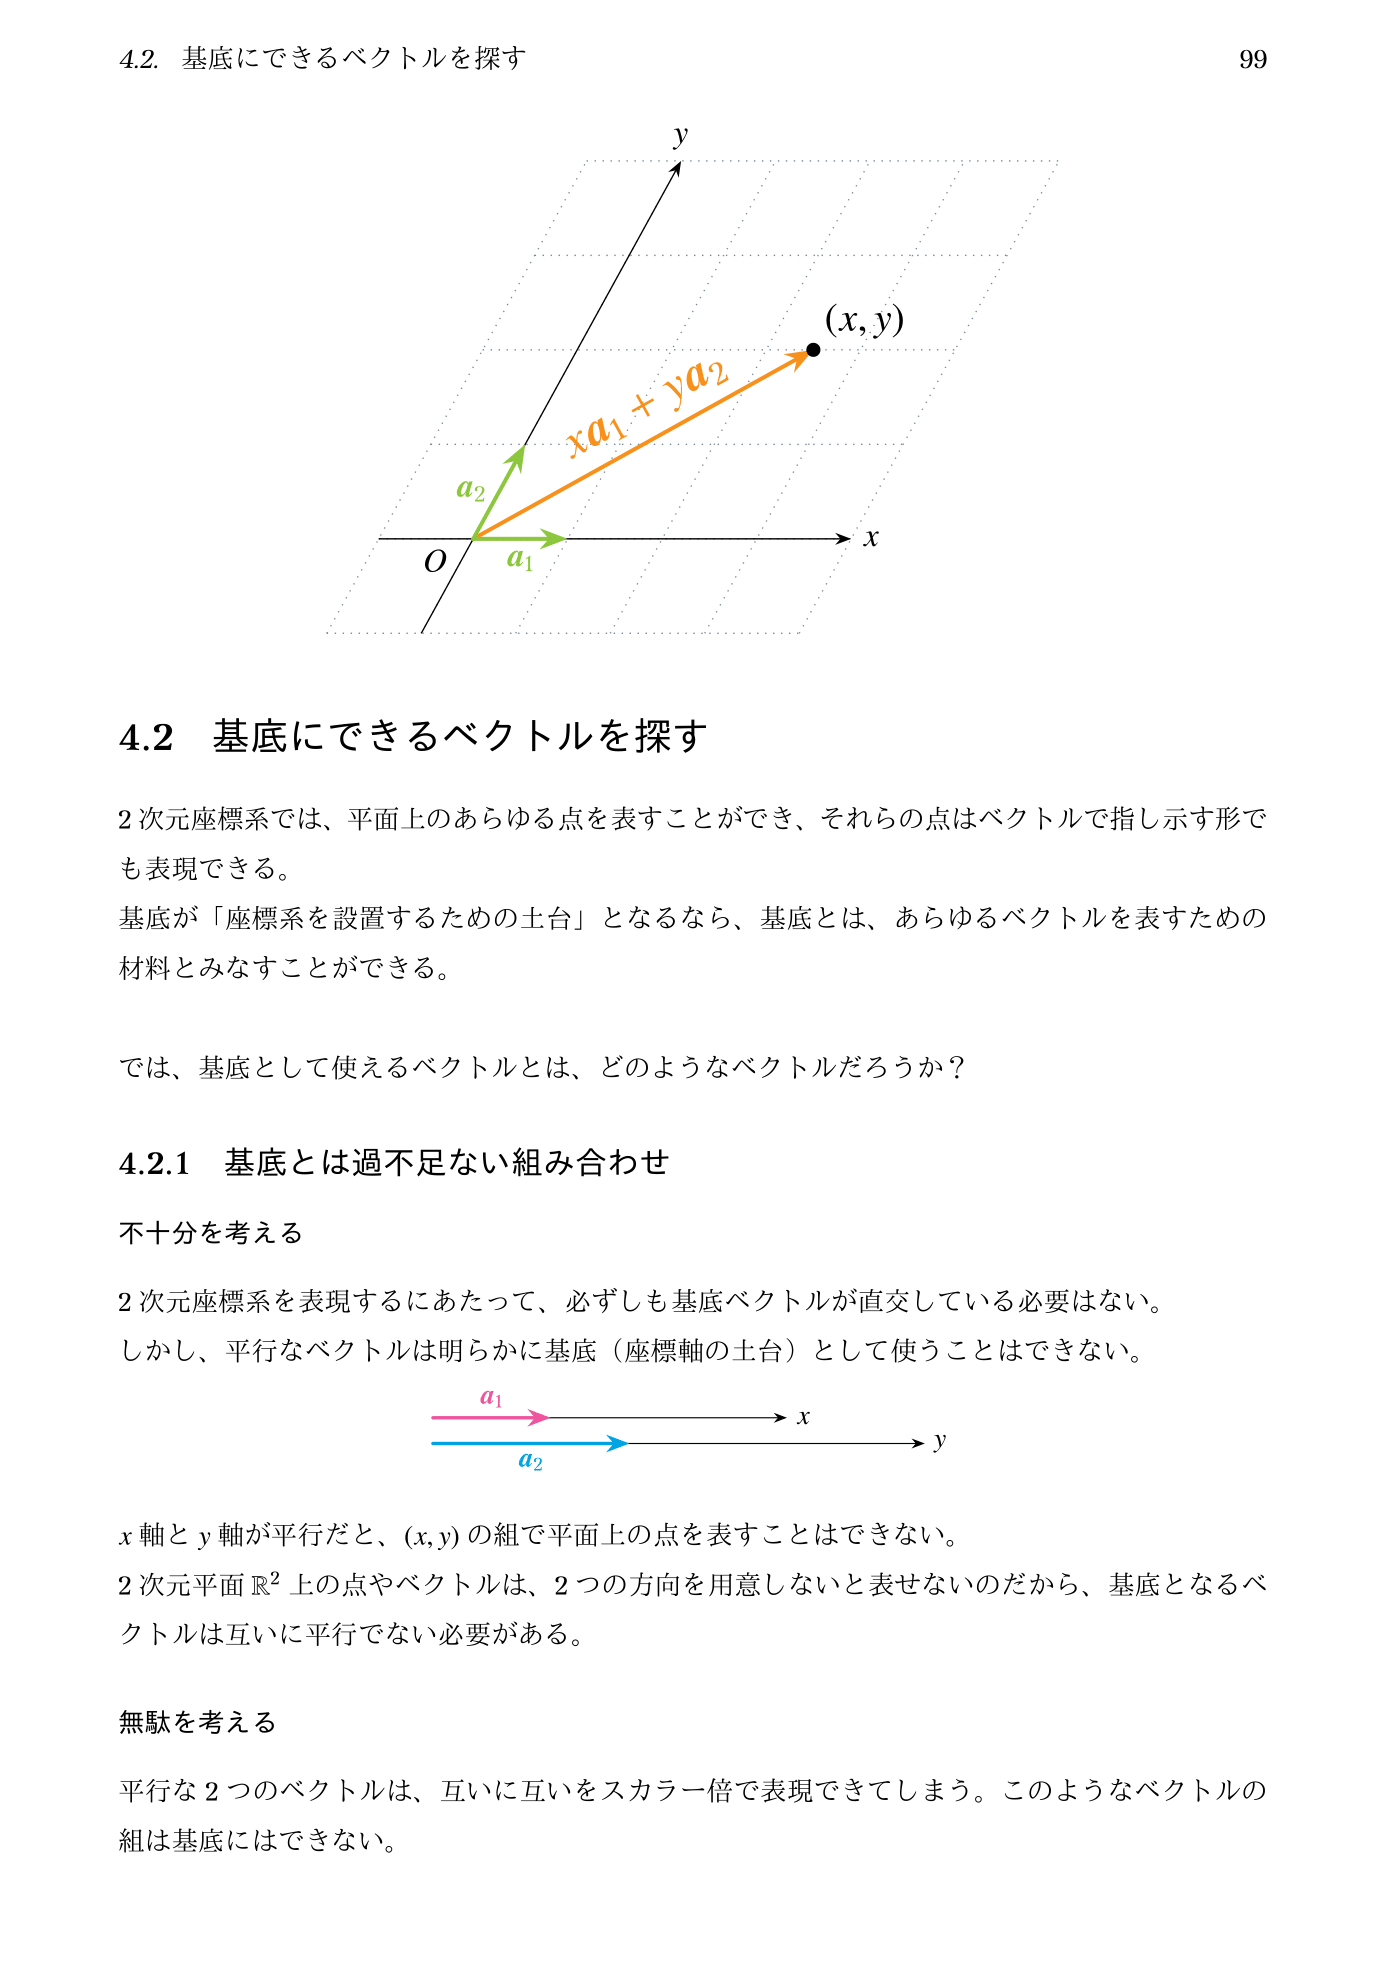 4.2. 基底にできるベクトルを探す 99
y
(x, y)
xa₁ + ya₂
a₂
x
O
a₁
4.2 基底にできるベクトルを探す
2 次元座標系では、平面上のあらゆる点を表すことができ、それらの点はベクトルで指し示す形で
も表現できる。
基底が「座標系を設置するための土台」となるなら、基底とは、あらゆるベクトルを表すための
材料とみなすことができる。
では、基底として使えるベクトルとは、どのようなベクトルだろうか?
4.2.1 基底とは過不足ない組み合わせ
不十分を考える
2 次元座標系を表現するにあたって、必ずしも基底ベクトルが直交している必要はない。
しかし、平行なベクトルは明らかに基底(座標軸の土台)として使うことはできない。
a₁
x
y
a₂
x 軸と y 軸が平行だと、(x, y) の組で平面上の点を表すことはできない。
2 次元平面 ℝ² 上の点やベクトルは、2 つの方向を用意しないと表せないのだから、基底となるベ
クトルは互いに平行でない必要がある。
無駄を考える
平行な 2 つのベクトルは、互いに互いをスカラー倍で表現できてしまう。このようなベクトルの
組は基底にはできない。